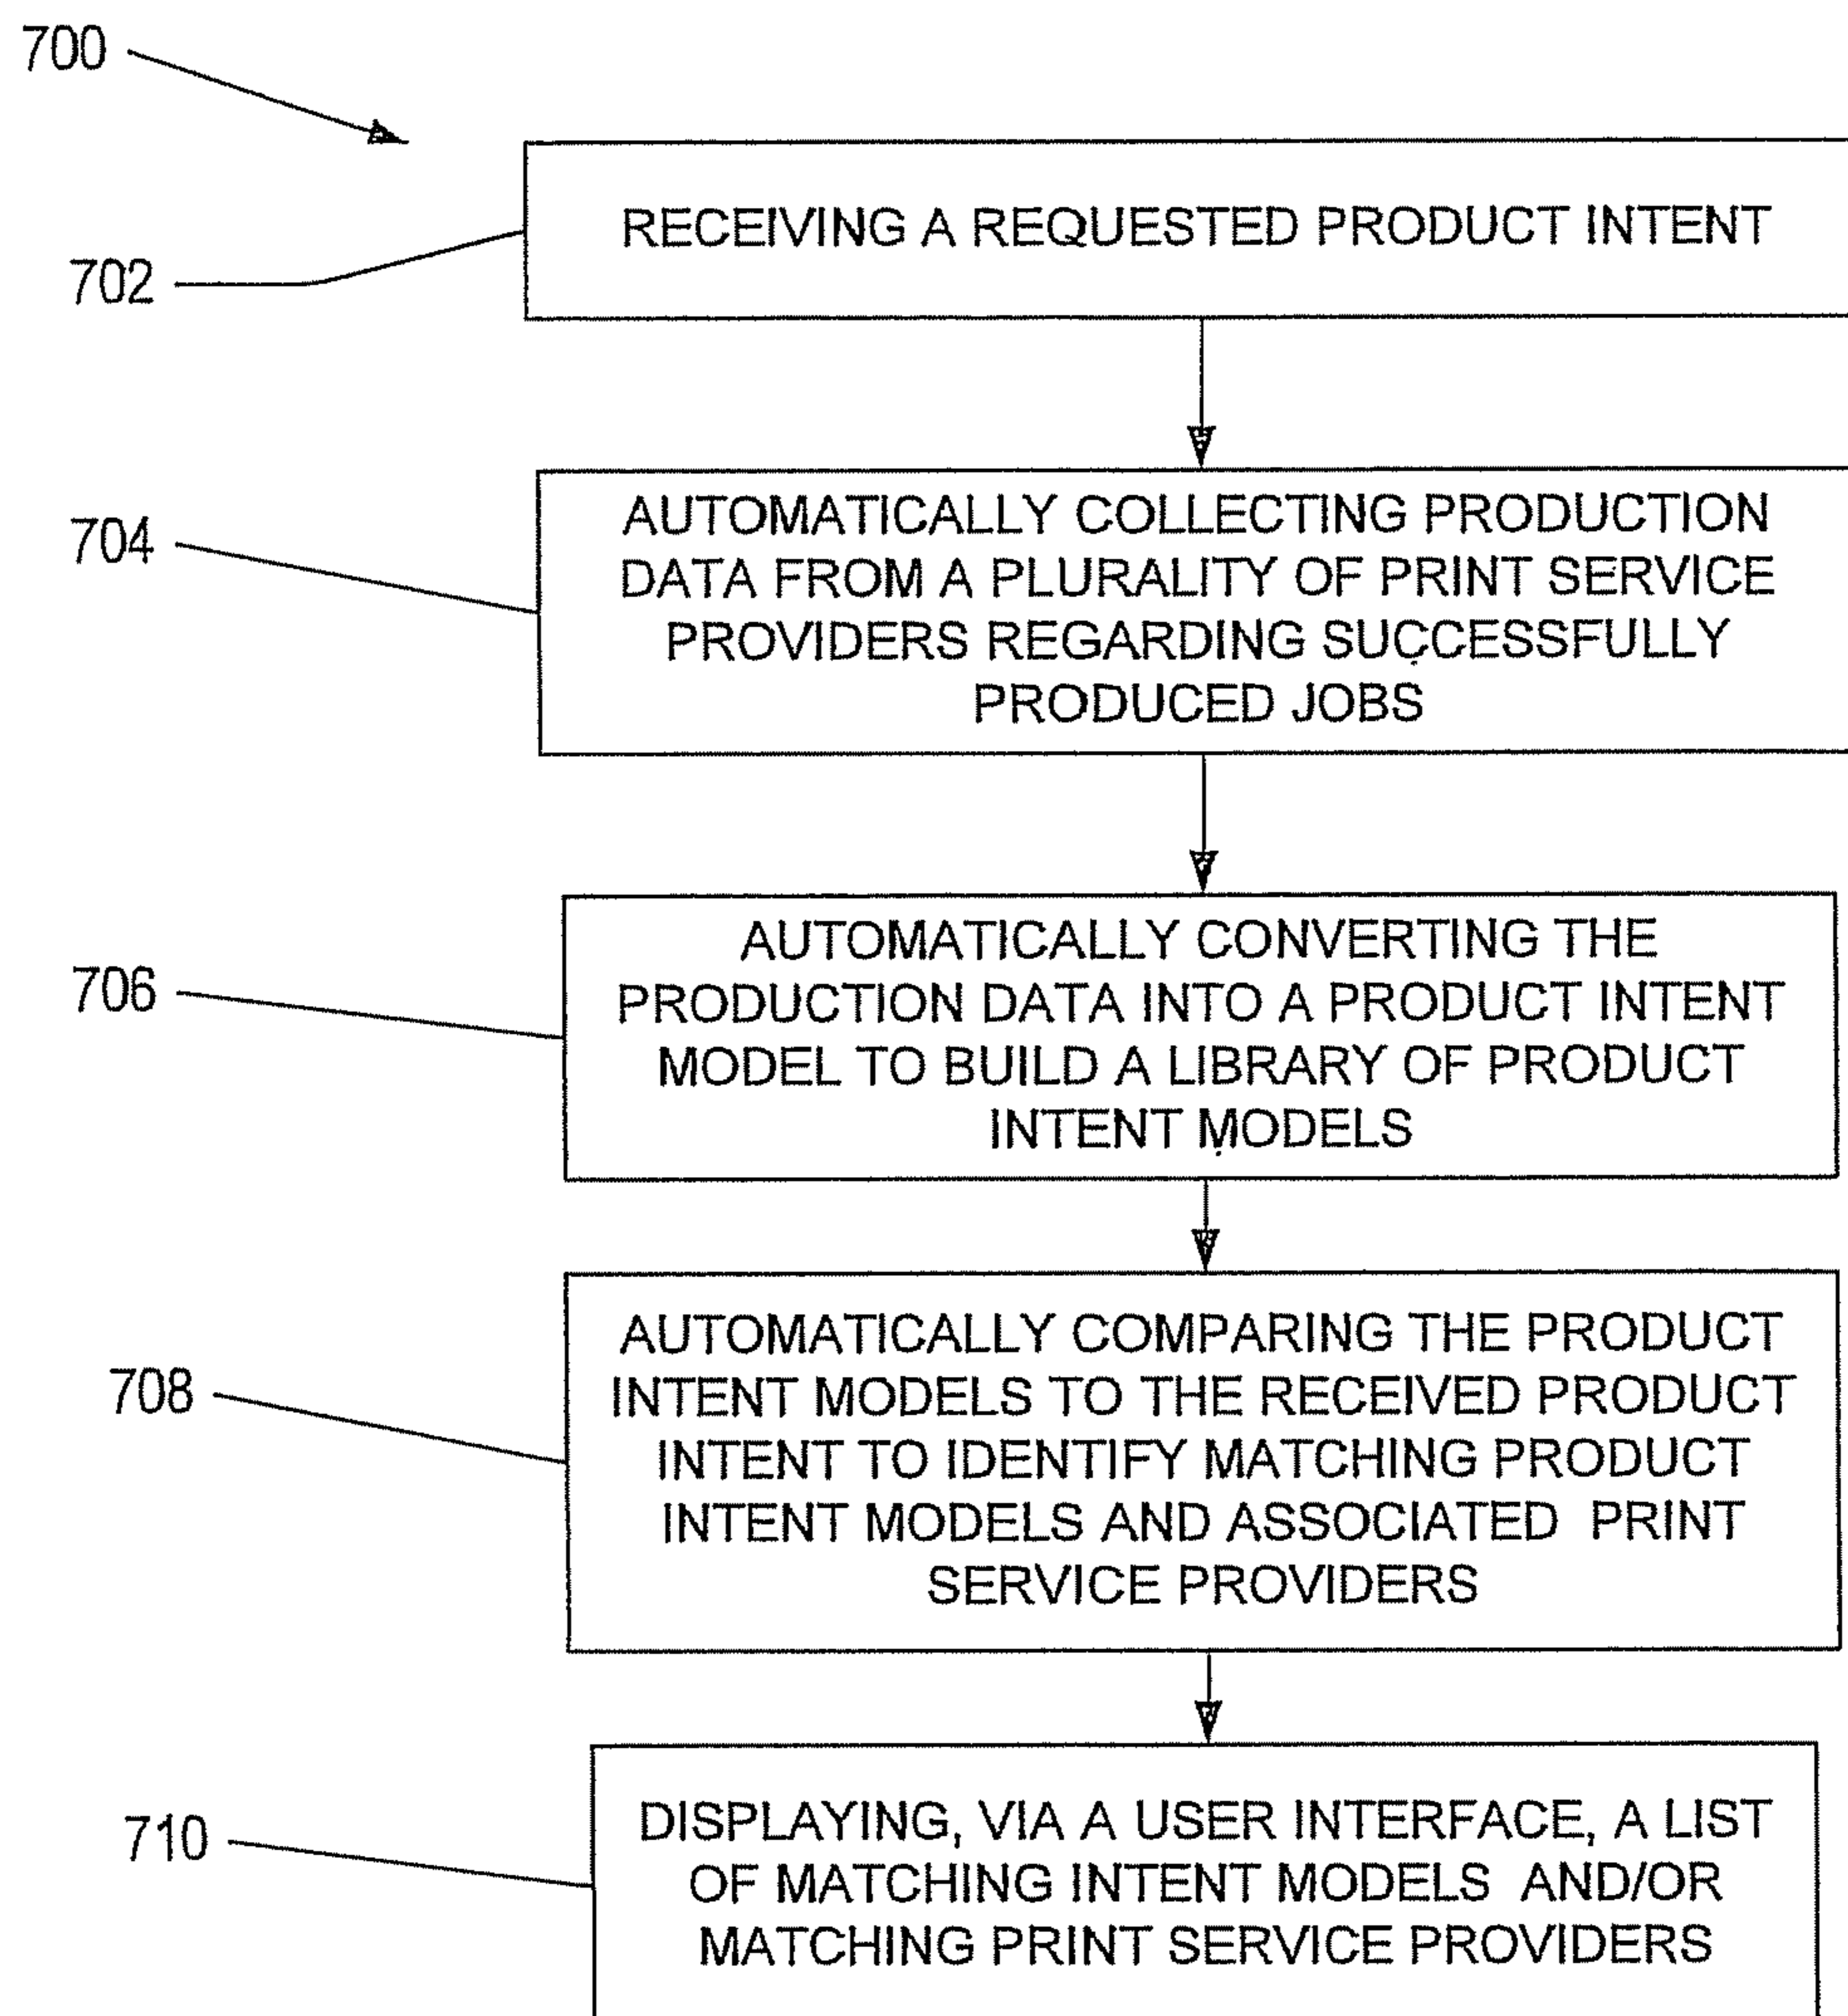 700
702
RECEIVING A REQUESTED PRODUCT INTENT
704
AUTOMATICALLY COLLECTING PRODUCTION
DATA FROM A PLURALITY OF PRINT SERVICE
PROVIDERS REGARDING SUCCESSFULLY
PRODUCED JOBS
706
AUTOMATICALLY CONVERTING THE
PRODUCTION DATA INTO A PRODUCT INTENT
MODEL TO BUILD A LIBRARY OF PRODUCT
INTENT MODELS
708
AUTOMATICALLY COMPARING THE PRODUCT
INTENT MODELS TO THE RECEIVED PRODUCT
INTENT TO IDENTIFY MATCHING PRODUCT
INTENT MODELS AND ASSOCIATED PRINT
SERVICE PROVIDERS
710
DISPLAYING, VIA A USER INTERFACE, A LIST
OF MATCHING INTENT MODELS AND/OR
MATCHING PRINT SERVICE PROVIDERS